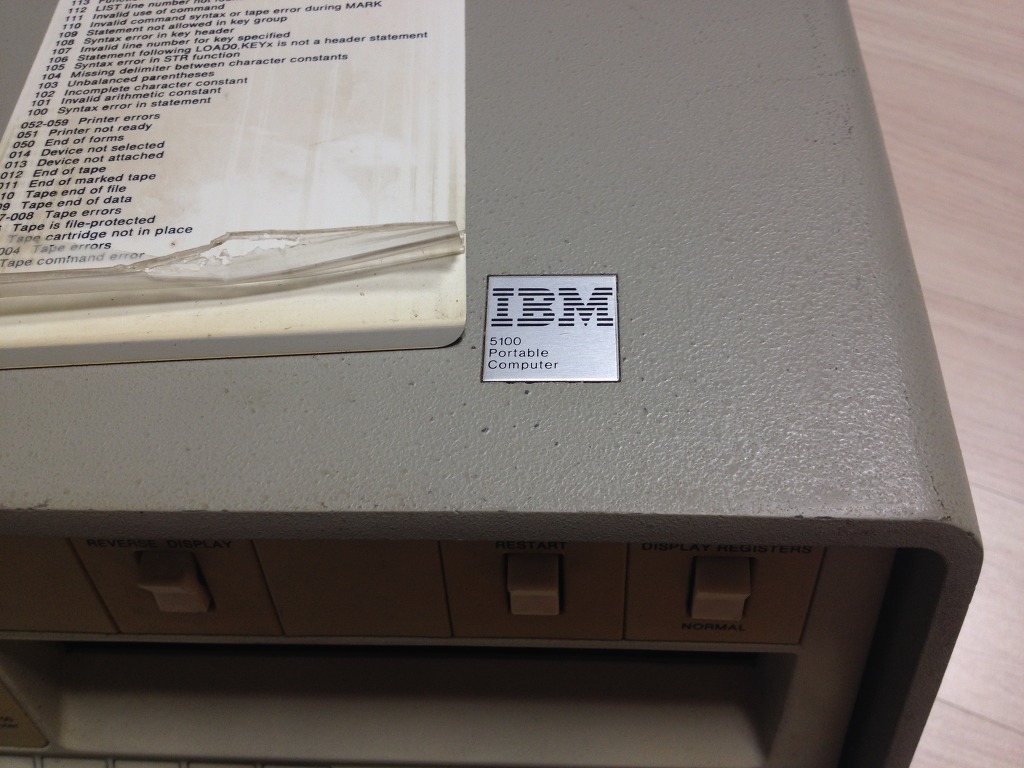 113 Func
112 LIST line number not
111 Invalid use of command
110 Invalid command syntax or tape error during MARK
109 Statement not allowed in key group
108 Syntax error in key header
107 Invalid line number for key specified
106 Statement following LOAD0.KEYx is not a header statement
105 Syntax error in STR function
104 Missing delimiter between character constants
103 Unbalanced parentheses
102 Incomplete character constant
101 Invalid arithmetic constant
100 Syntax error in statement
052-059 Printer errors
051 Printer not ready
050 End of forms
014 Device not selected
013 Device not attached
012 End of tape
011 End of marked tape
10 Tape end of file
09 Tape end of data
7-008 Tape errors
Tape is file-protected
Tape cartridge not in place
004 Tape errors
Tape command error
IBM
5100
Portable
Computer
REVERSE DISPLAY
RESTART
DISPLAY REGISTERS
NORMAL